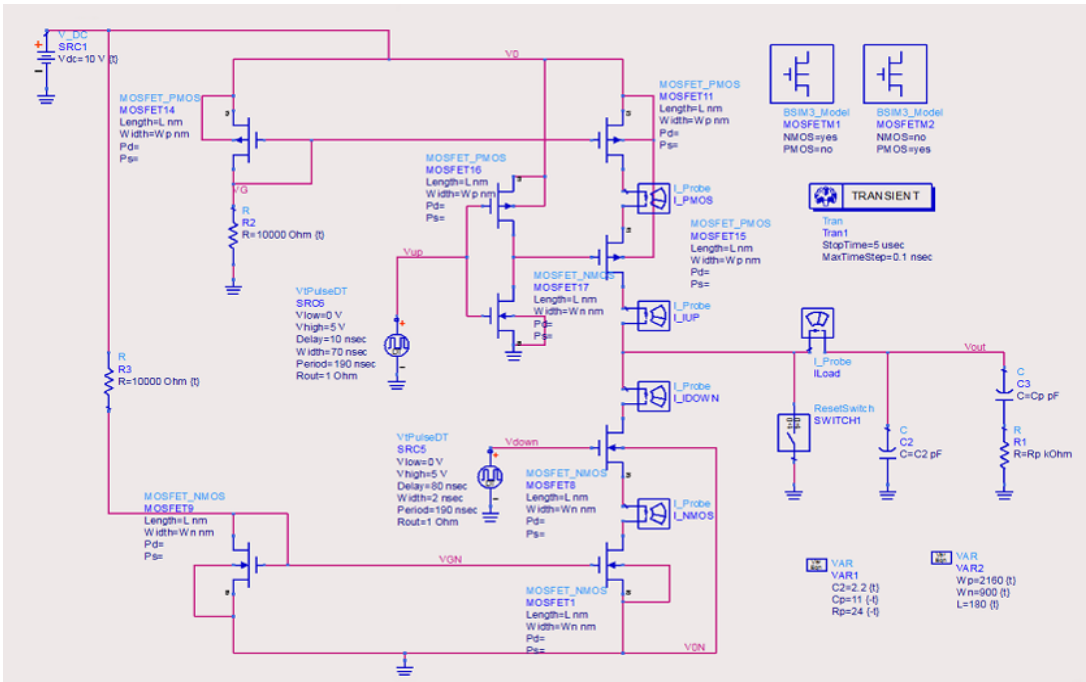 V_DC
SRC1
Vdc=10 V {t}
V0
MOSFET_PMOS
MOSFET14
Length=L nm
Width=Wp nm
Pd=
Ps=
MOSFET_PMOS
MOSFET11
Length=L nm
Width=Wp nm
Pd=
Ps=
BSIM3_Model
MOSFETM1
NMOS=yes
PMOS=no
BSIM3_Model
MOSFETM2
NMOS=no
PMOS=yes
MOSFET_PMOS
MOSFET16
Length=L nm
Width=Wp nm
Pd=
Ps=
VG
R
R2
R=10000 Ohm {t}
I_Probe
I_PMOS
TRANSIENT
Tran
Tran1
StopTime=5 usec
MaxTimeStep=0.1 nsec
MOSFET_PMOS
MOSFET15
Length=L nm
Width=Wp nm
Pd=
Ps=
Vup
MOSFET_NMOS
MOSFET17
Length=L nm
Width=Wn nm
Pd=
Ps=
VtPulseDT
SRC6
Vlow=0 V
Vhigh=5 V
Delay=10 nsec
Width=70 nsec
Period=190 nsec
Rout=1 Ohm
I_Probe
I_IUP
R
R3
R=10000 Ohm {t}
I_Probe
ILoad
Vout
C
C3
C=Cp pF
I_Probe
I_IDOWN
ResetSwitch
SWITCH1
C
C2
C=C2 pF
R
R1
R=Rp kOhm
VtPulseDT
SRC5
Vlow=0 V
Vhigh=5 V
Delay=80 nsec
Width=2 nsec
Period=190 nsec
Rout=1 Ohm
Vdown
MOSFET_NMOS
MOSFET8
Length=L nm
Width=Wn nm
Pd=
Ps=
I_Probe
I_NMOS
MOSFET_NMOS
MOSFET9
Length=L nm
Width=Wn nm
Pd=
Ps=
VGN
MOSFET_NMOS
MOSFET1
Length=L nm
Width=Wn nm
Pd=
Ps=
V0N
VAR
VAR1
C2=2.2 {t}
Cp=11 {-t}
Rp=24 {-t}
VAR
VAR2
Wp=2160 {t}
Wn=900 {t}
L=180 {t}